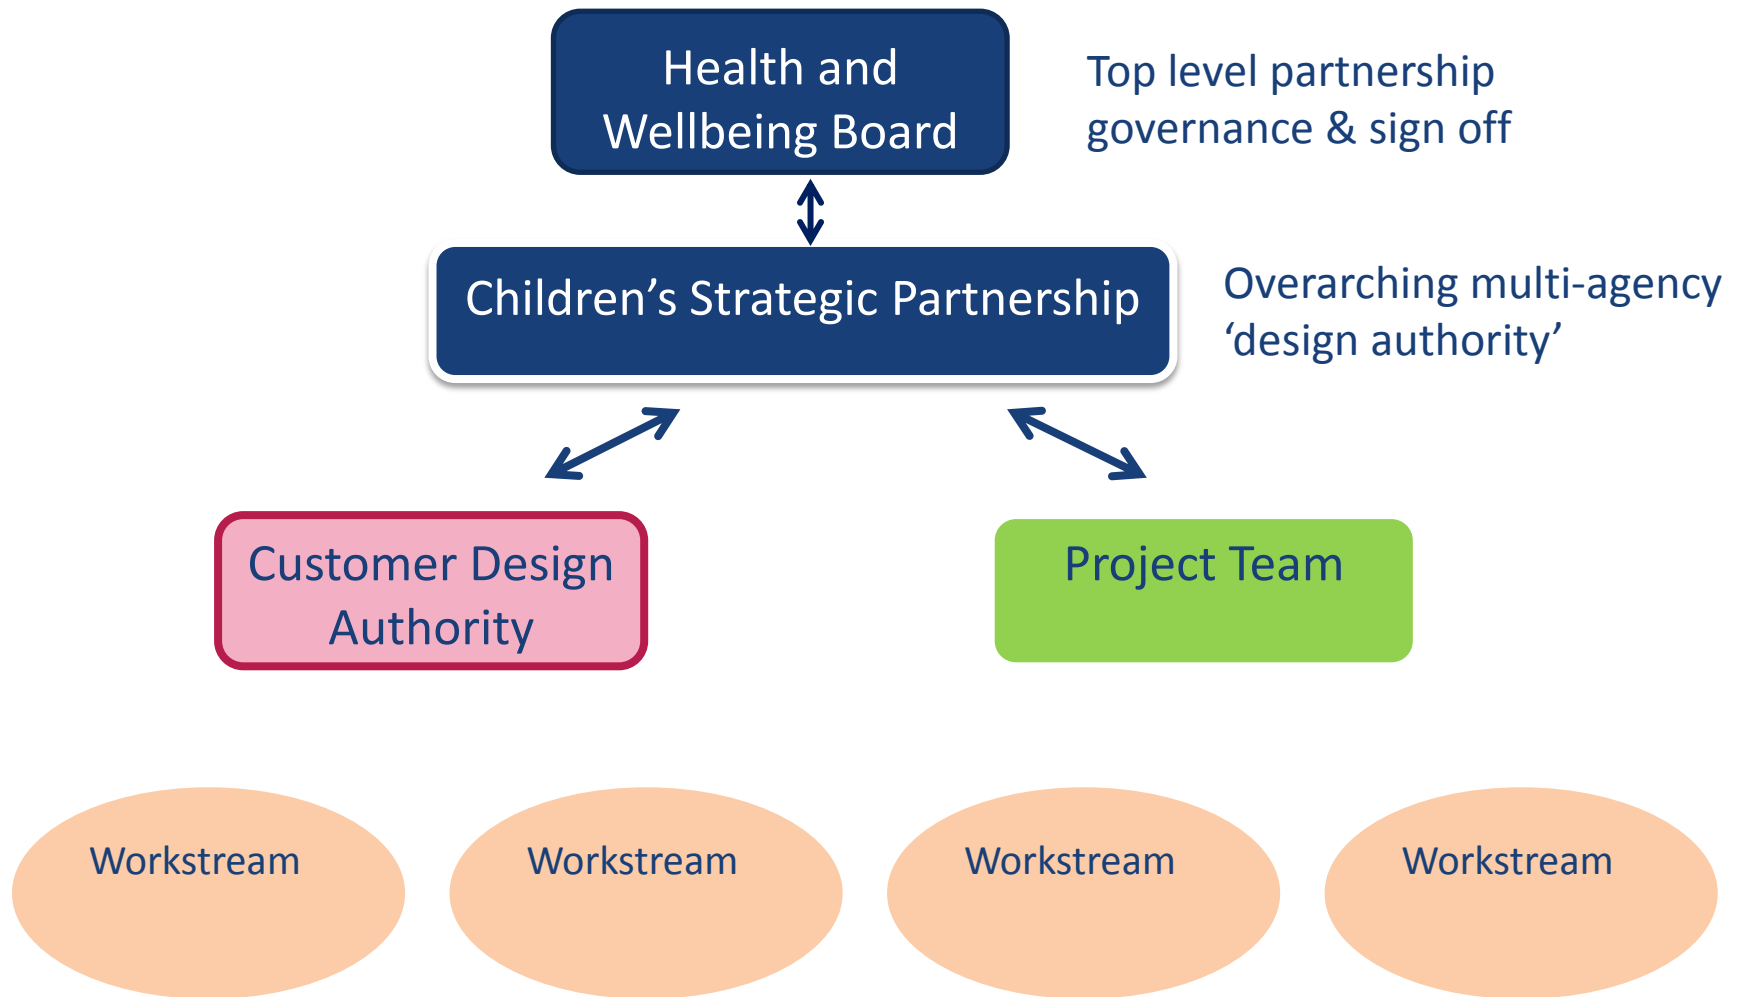 Health and
Wellbeing Board
Top level partnership
governance & sign off
Children’s Strategic Partnership
Overarching multi-agency
‘design authority’
Customer Design
Authority
Project Team
Workstream
Workstream
Workstream
Workstream